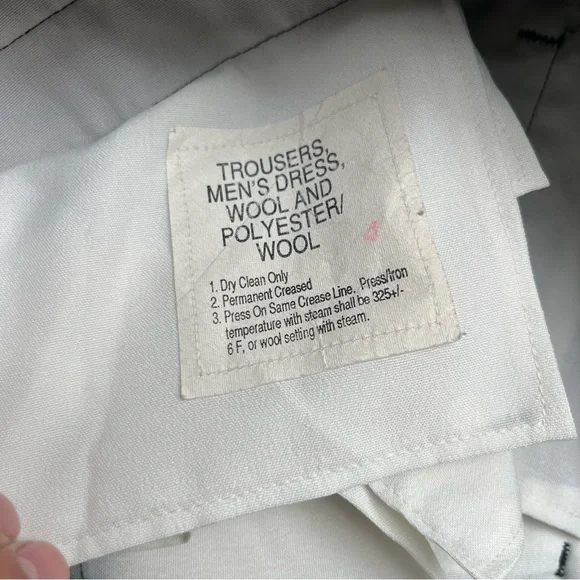 TROUSERS,
MEN'S DRESS,
WOOL AND
POLYESTER/
WOOL
1. Dry Clean Only
2. Permanent Creased
3. Press On Same Crease Line. Press/Iron
temperature with steam shall be 325+/-
6 F, or wool setting with steam.